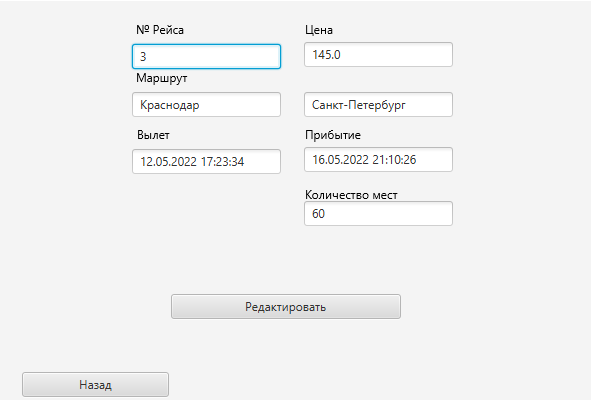 № Рейса Цена
3 145.0
Маршрут
Краснодар Санкт-Петербург
Вылет Прибытие
12.05.2022 17:23:34 16.05.2022 21:10:26
Количество мест
60
Редактировать
Назад